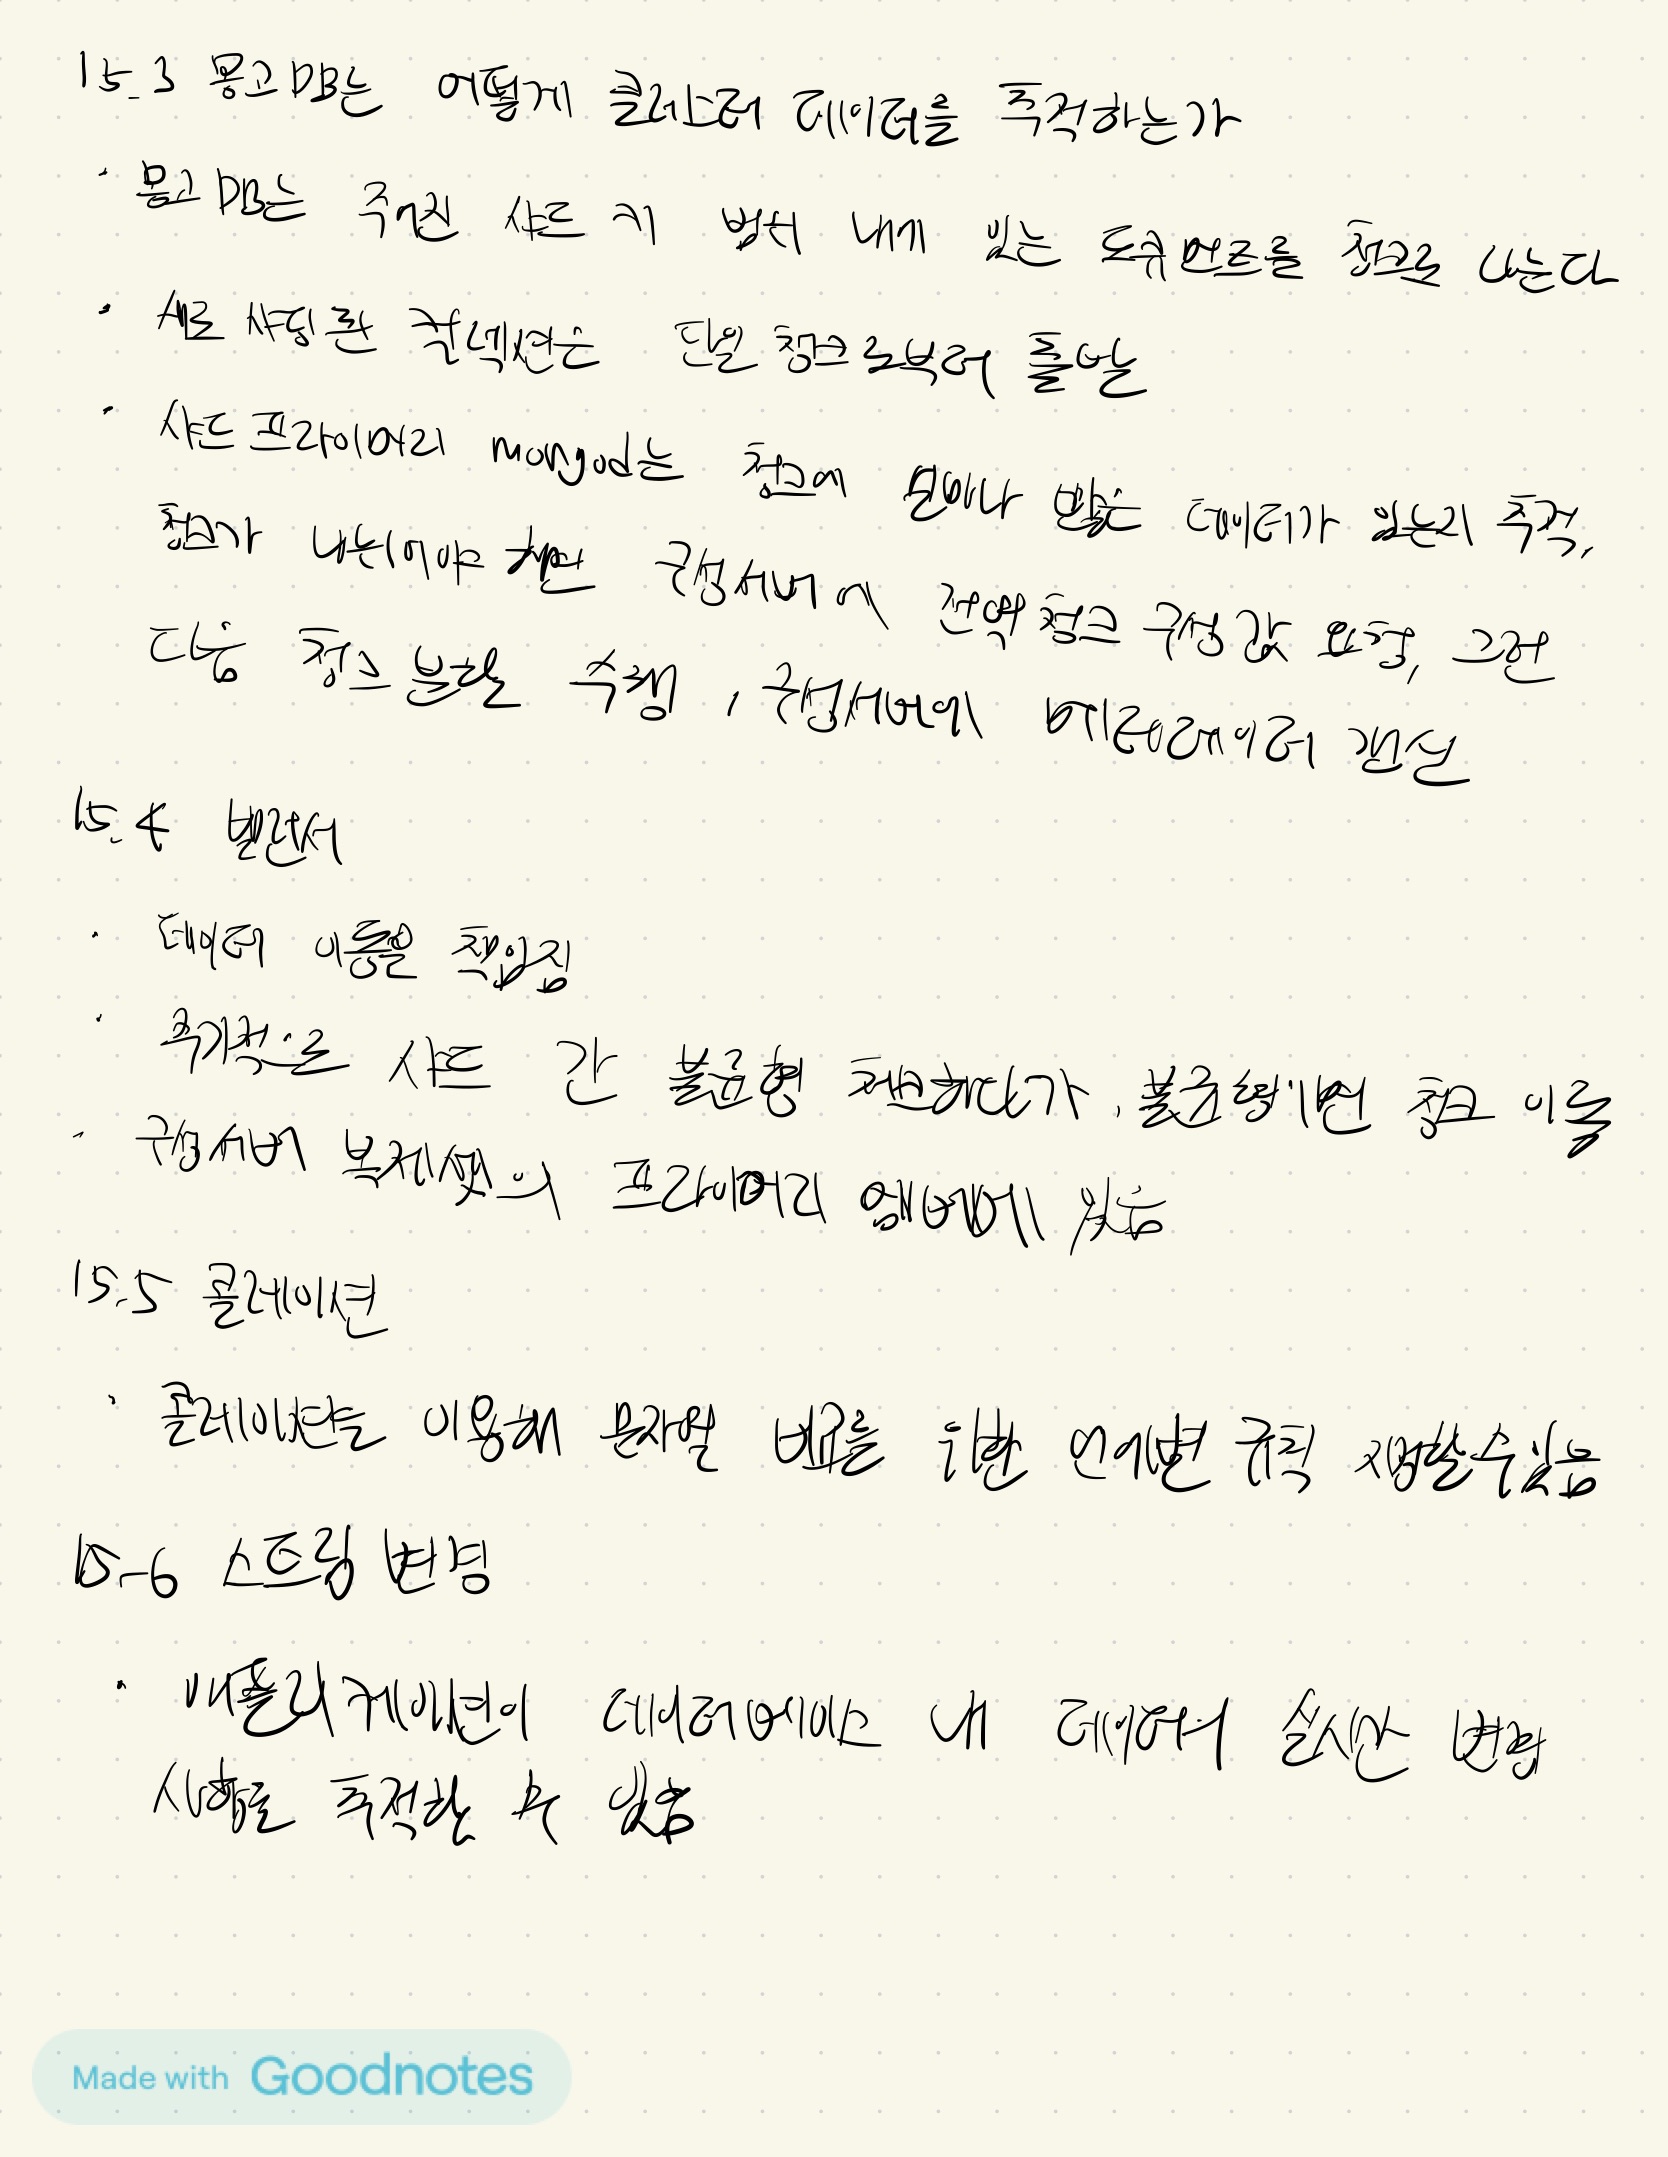 15.3 몽고DB는 어떻게 클러스터 데이터를 추적하는가
· 몽고DB는 주어진 샤드 키 범위 내에 있는 도큐먼트를 청크로 나눈다
· 새로 샤딩한 컬렉션은 단일 청크로부터 출발
· 샤드 프라이머리 mongod는 청크에 얼마나 많은 데이터가 있는지 추적,
청크가 나뉘어야 하면 구성서버에 전역 청크 구성 값 요청, 그런
다음 청크 분할 수행, 구성서버에 메타데이터 갱신
15.4 밸런서
· 데이터 이동을 책임짐
· 주기적으로 샤드 간 불균형 체크하다가, 불균형이면 청크 이동
· 구성서버 복제셋의 프라이머리 멤버에 있음
15.5 콜레이션
· 콜레이션을 이용해 문자열 비교를 위한 언어별 규칙 지정할 수 있음
15.6 스트림 변경
· 애플리케이션이 데이터베이스 내 데이터의 실시간 변경
사항을 추적할 수 있음
Made with Goodnotes